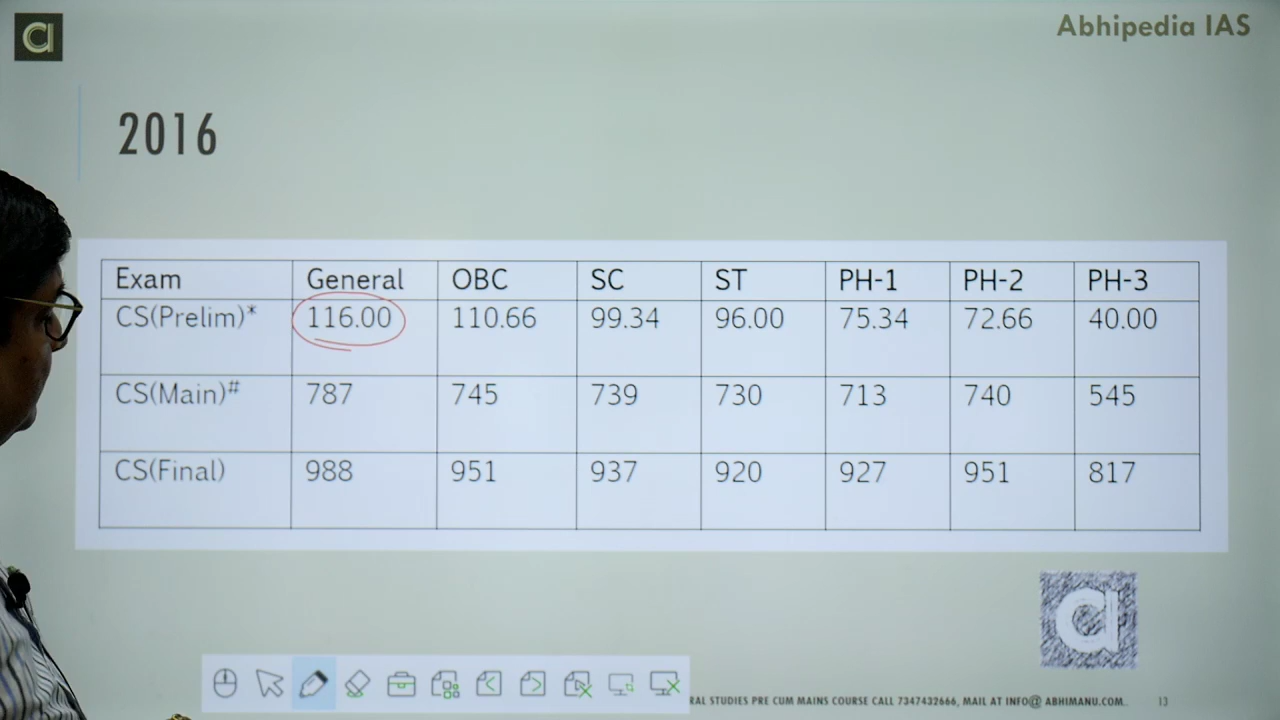 Abhipedia IAS
2016
Exam General OBC SC ST PH-1 PH-2 PH-3
CS(Prelim)* 116.00 110.66 99.34 96.00 75.34 72.66 40.00
CS(Main)# 787 745 739 730 713 740 545
CS(Final) 988 951 937 920 927 951 817
RAL STUDIES PRE CUM MAINS COURSE CALL 7347432666, MAIL AT INFO@ ABHIMANU.COM. 13